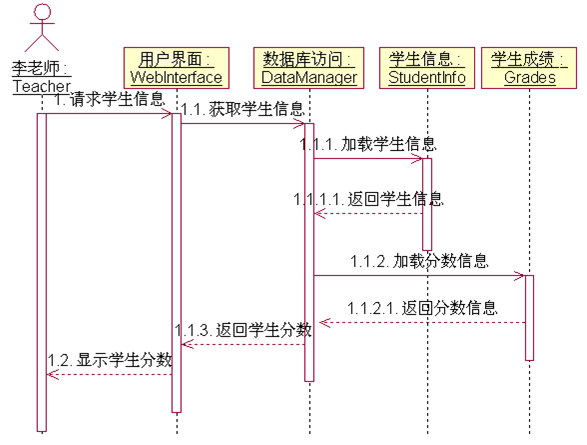 李老师 :
Teacher
用户界面 :
WebInterface
数据库访问 :
DataManager
学生信息 :
StudentInfo
学生成绩 :
Grades
1. 请求学生信息
1.1. 获取学生信息
1.1.1. 加载学生信息
1.1.1.1. 返回学生信息
1.1.2. 加载分数信息
1.1.2.1. 返回分数信息
1.1.3. 返回学生分数
1.2. 显示学生分数